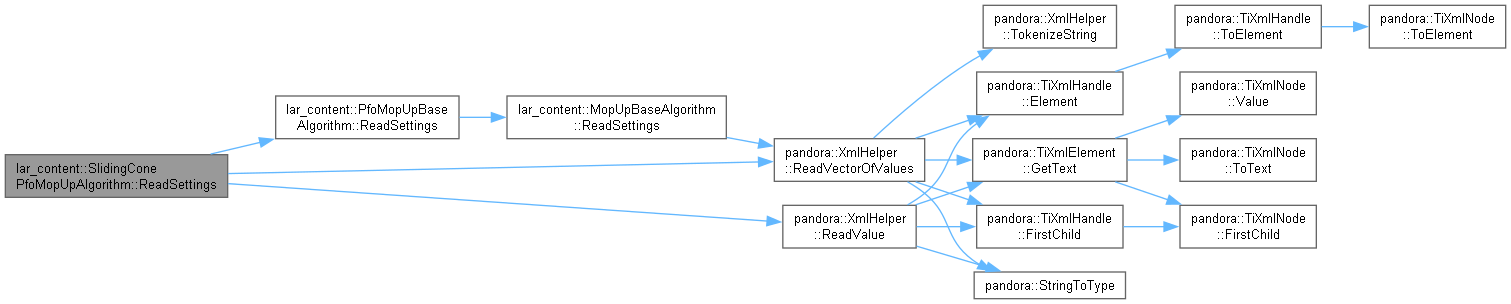 lar_content::SlidingCone
PfoMopUpAlgorithm::ReadSettings
lar_content::PfoMopUpBase
Algorithm::ReadSettings
lar_content::MopUpBaseAlgorithm
::ReadSettings
pandora::XmlHelper
::ReadVectorOfValues
pandora::XmlHelper
::ReadValue
pandora::XmlHelper
::TokenizeString
pandora::TiXmlHandle
::Element
pandora::TiXmlElement
::GetText
pandora::TiXmlHandle
::FirstChild
pandora::StringToType
pandora::TiXmlHandle
::ToElement
pandora::TiXmlNode
::Value
pandora::TiXmlNode
::ToText
pandora::TiXmlNode
::FirstChild
pandora::TiXmlNode
::ToElement